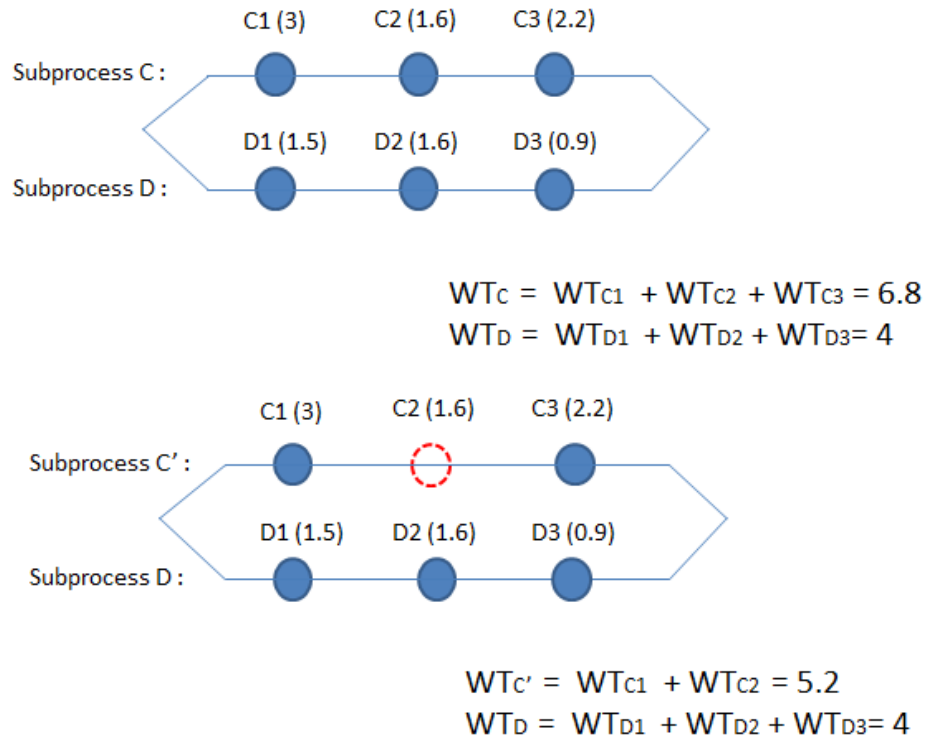 C1 (3) C2 (1.6) C3 (2.2)
Subprocess C :
D1 (1.5) D2 (1.6) D3 (0.9)
Subprocess D :
WTC = WTC1 + WTC2 + WTC3 = 6.8
WTD = WTD1 + WTD2 + WTD3= 4
C1 (3) C2 (1.6) C3 (2.2)
Subprocess C’ :
D1 (1.5) D2 (1.6) D3 (0.9)
Subprocess D :
WTC’ = WTC1 + WTC2 = 5.2
WTD = WTD1 + WTD2 + WTD3= 4